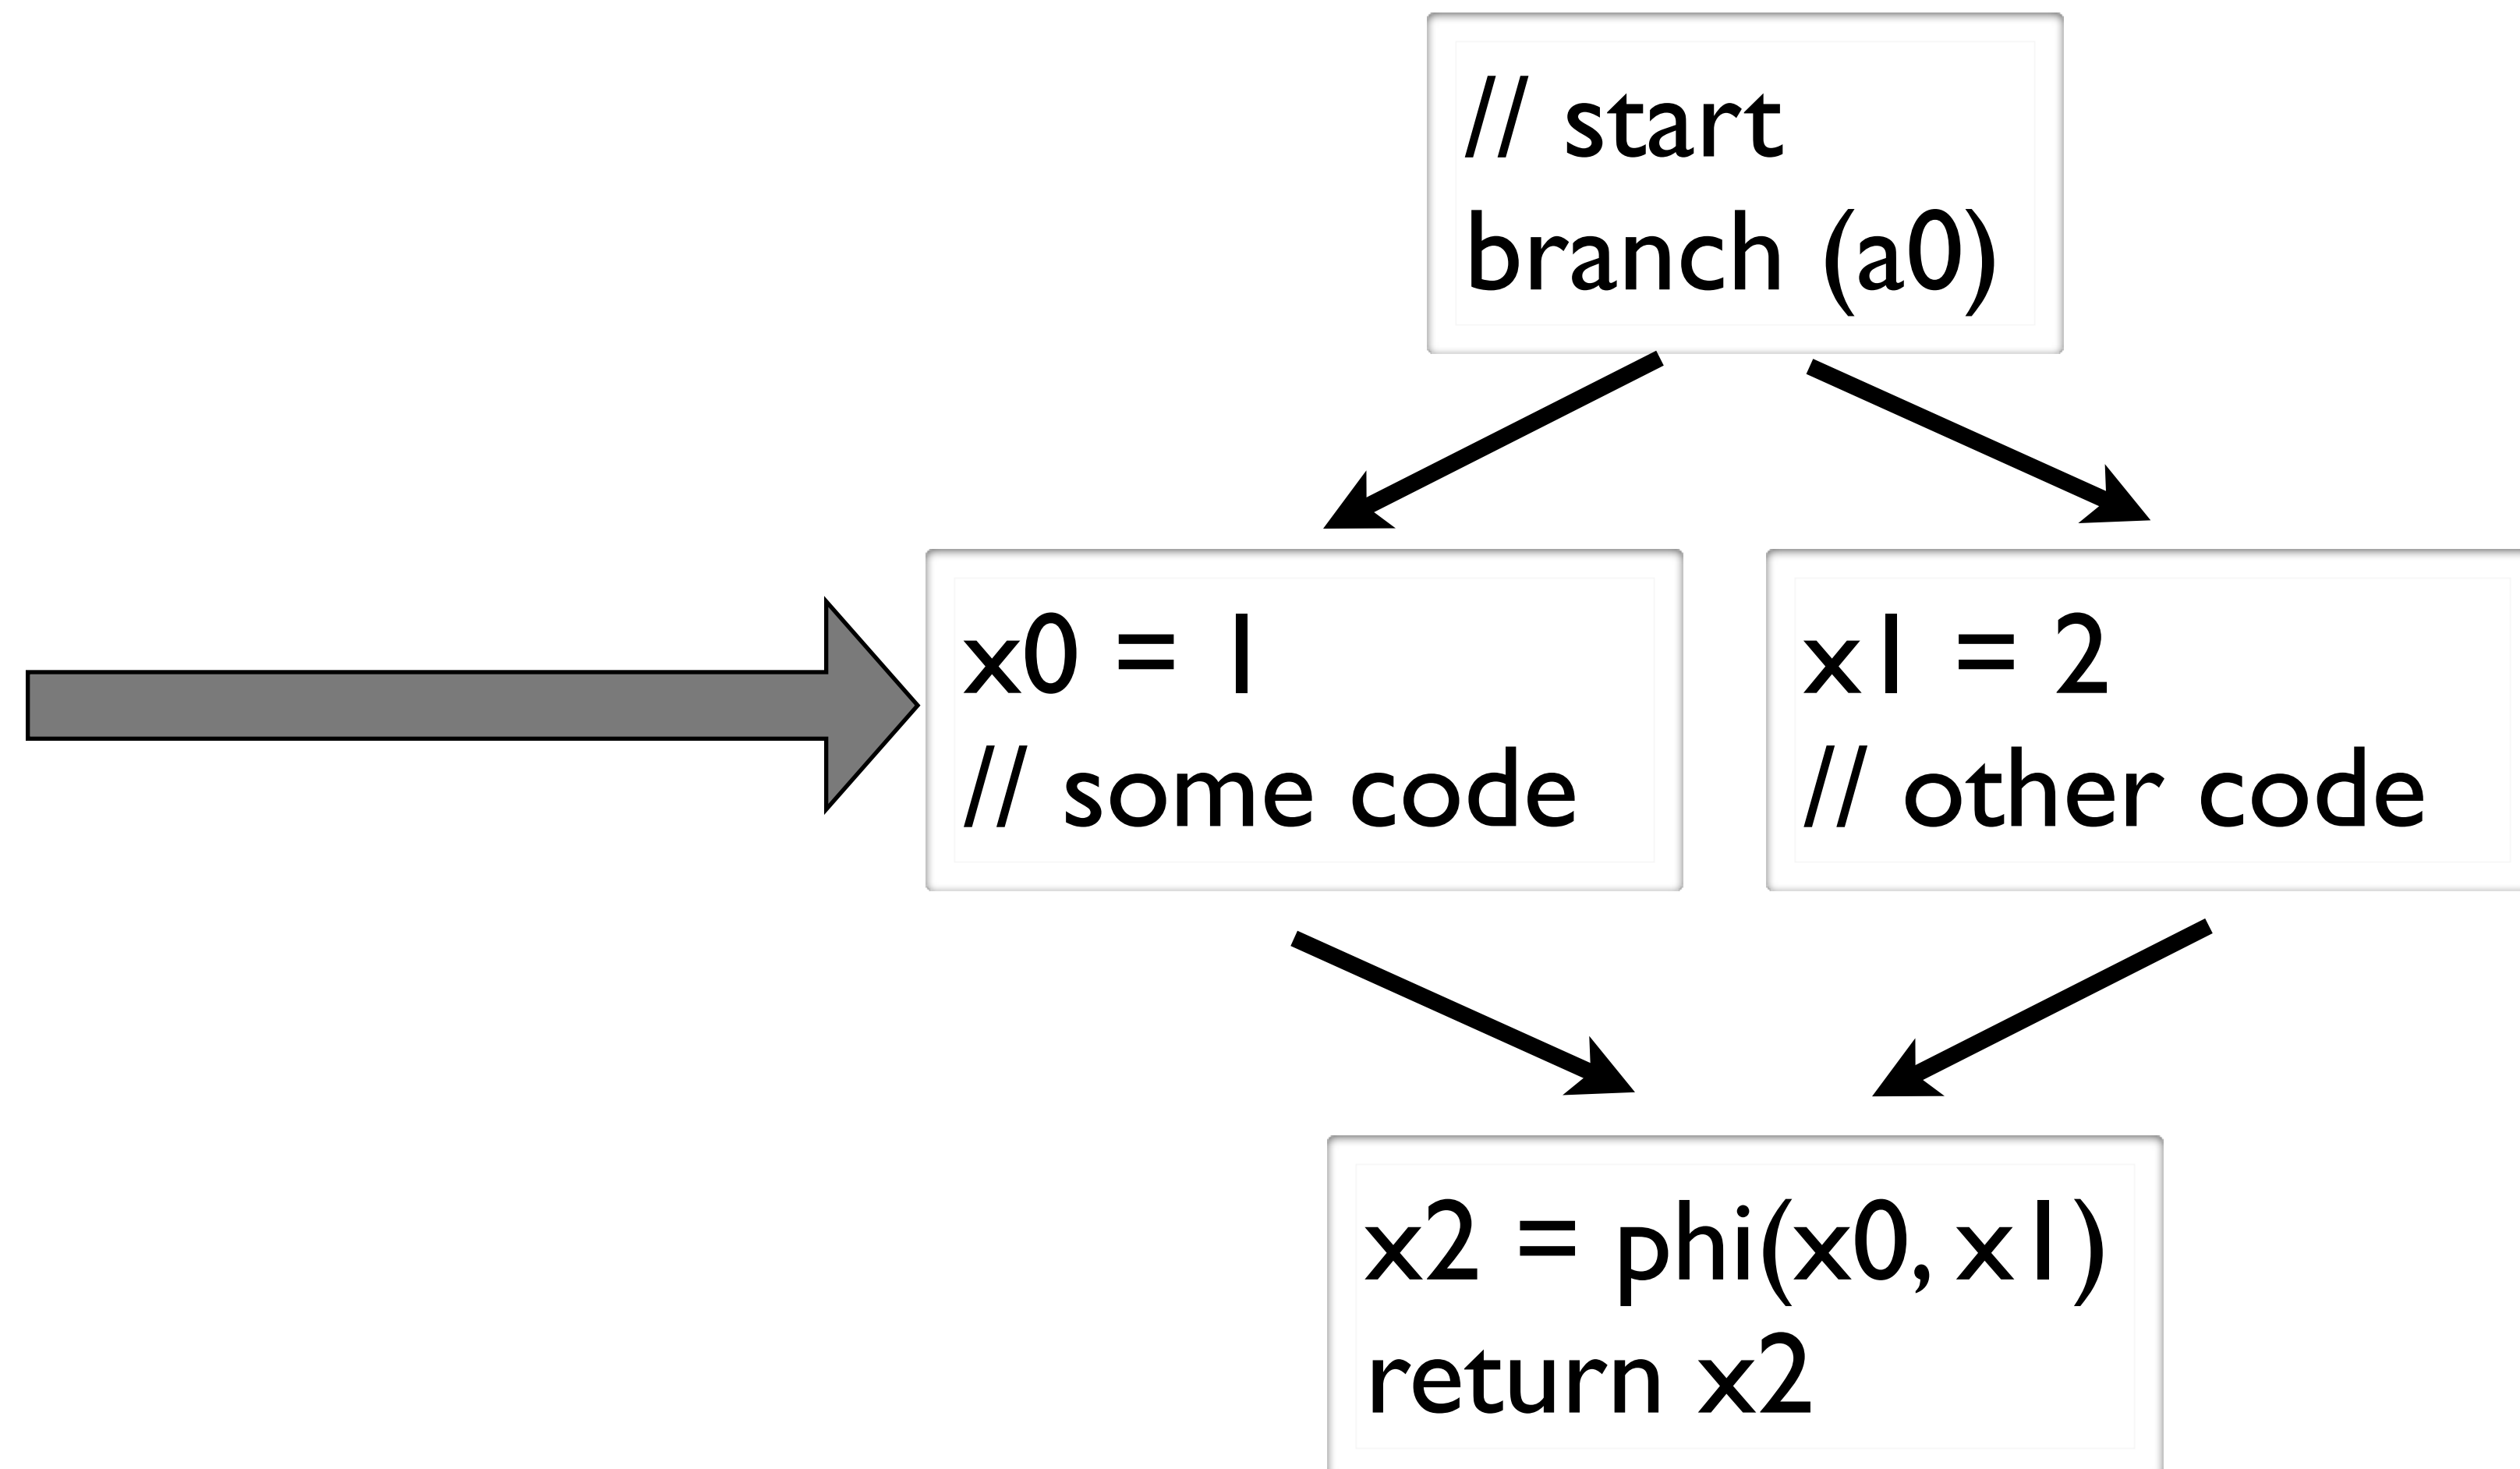 // start
branch (a0)
x0 = 1
// some code
x1 = 2
// other code
x2 = phi(x0, x1)
return x2